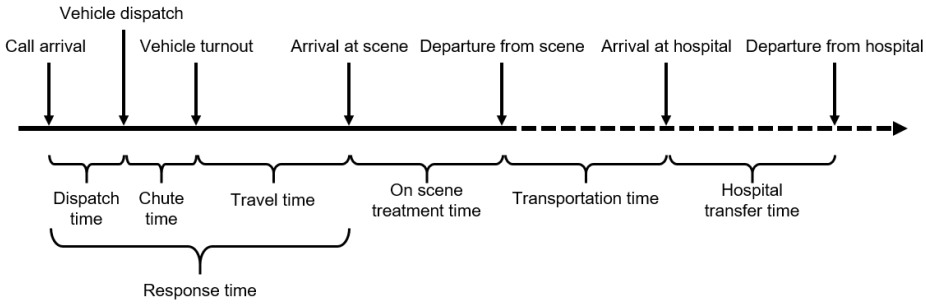 Vehicle dispatch
Call arrival
Vehicle turnout
Arrival at scene
Departure from scene
Arrival at hospital
Departure from hospital
Dispatch
time
Chute
time
Travel time
On scene
treatment time
Transportation time
Hospital
transfer time
Response time